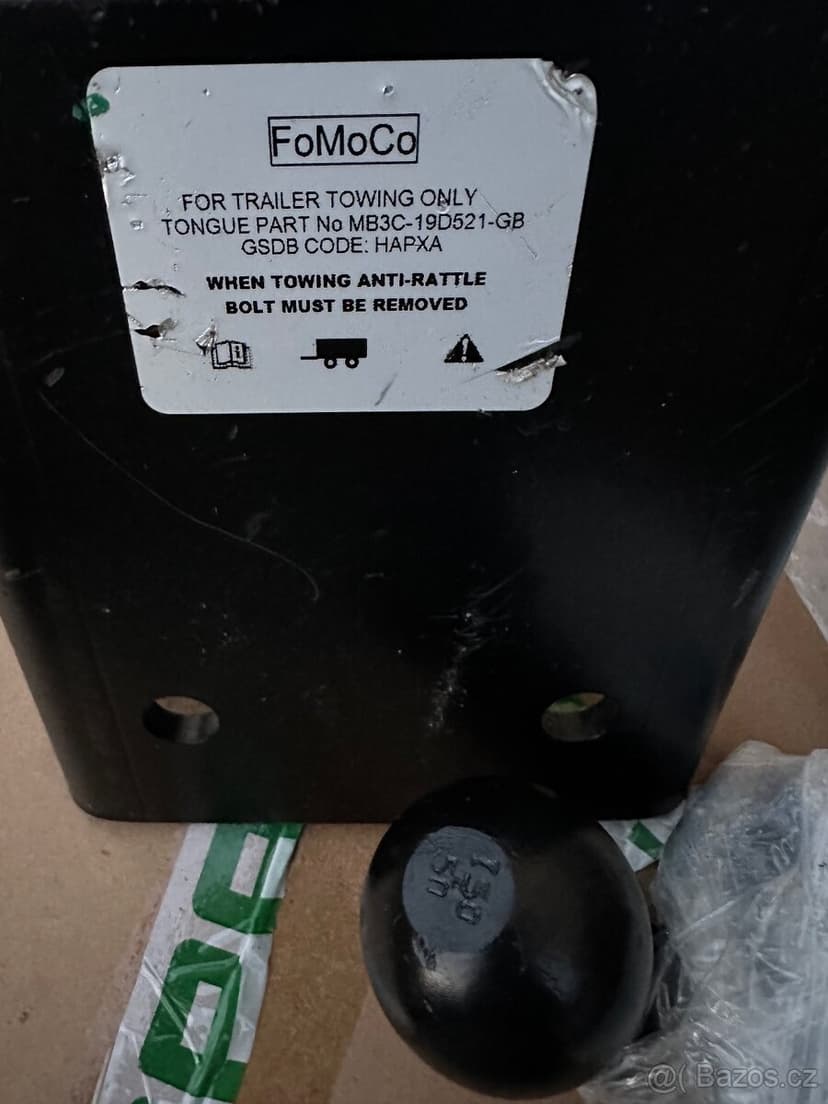 FoMoCo
FOR TRAILER TOWING ONLY
TONGUE PART No MB3C-19D521-GB
GSDB CODE: HAPXA
WHEN TOWING ANTI-RATTLE
BOLT MUST BE REMOVED
Bazos.cz